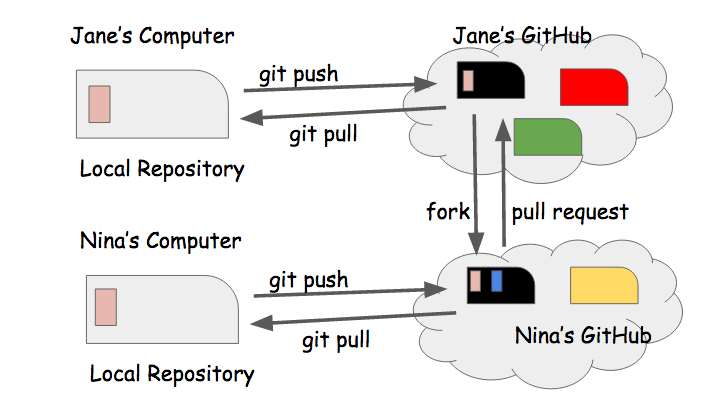 Jane's Computer
Jane's GitHub
git push
git pull
Local Repository
fork
pull request
Nina's Computer
git push
git pull
Nina's GitHub
Local Repository